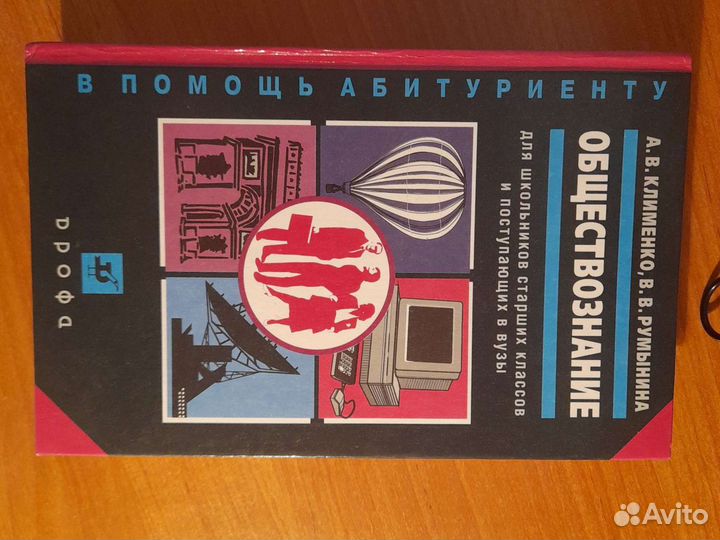 В ПОМОЩЬ АБИТУРИЕНТУ
А. В. КЛИМЕНКО, В. В. РУМЫНИНА
ОБЩЕСТВОЗНАНИЕ
ДЛЯ ШКОЛЬНИКОВ СТАРШИХ КЛАССОВ
И ПОСТУПАЮЩИХ В ВУЗЫ
дрофа
Avito